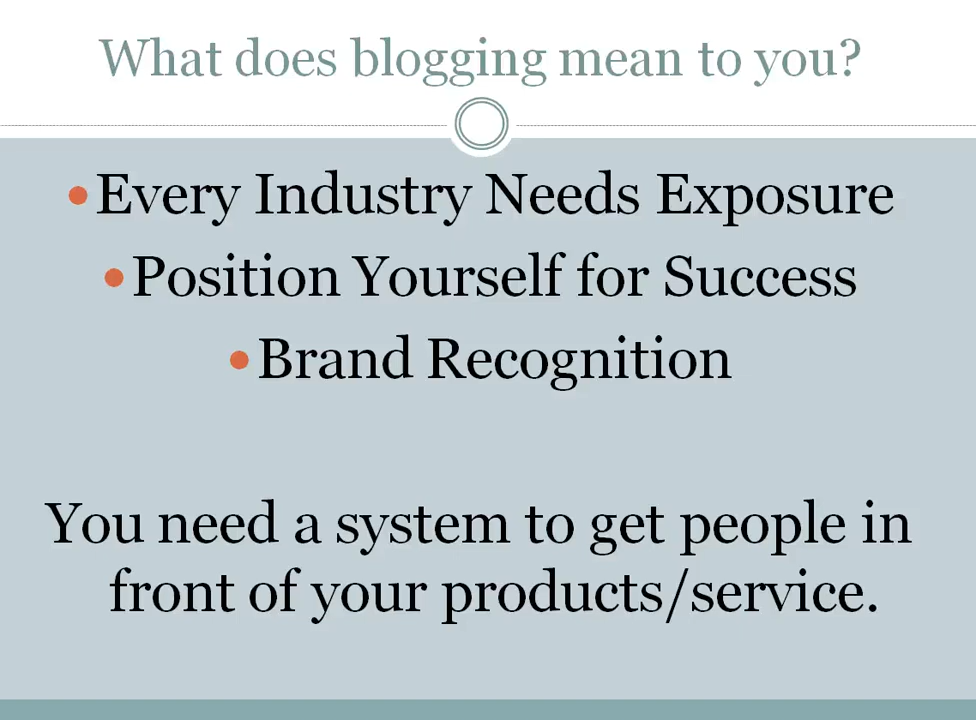 What does blogging mean to you?
•Every Industry Needs Exposure
•Position Yourself for Success
•Brand Recognition
You need a system to get people in
front of your products/service.